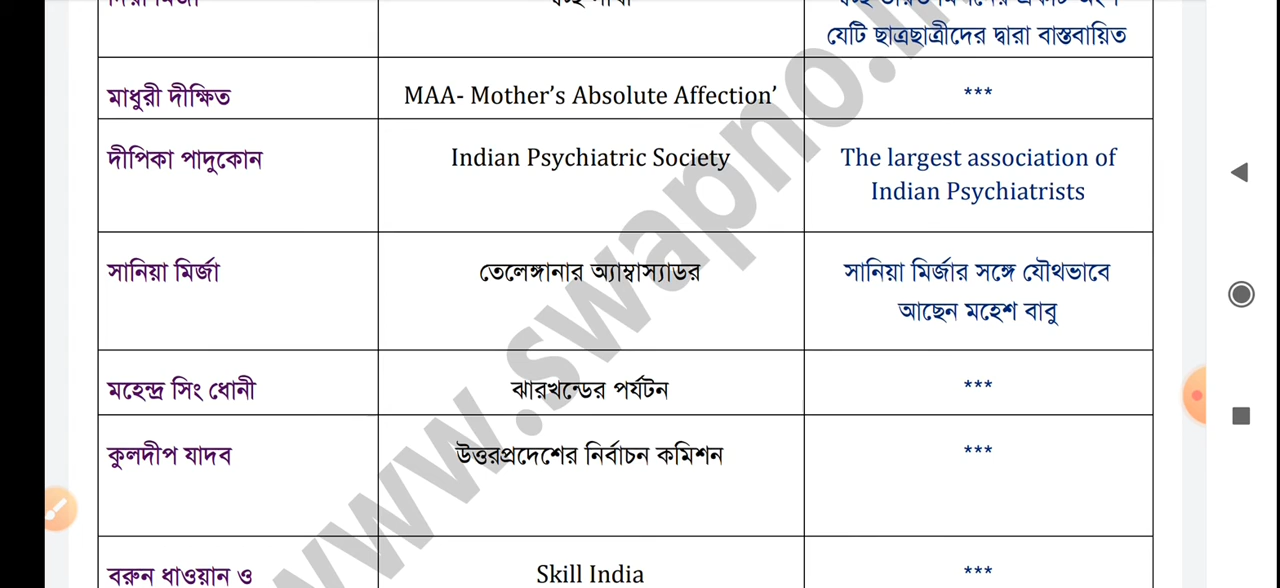 যেটি ছাত্রছাত্রীদের দ্বারা বাস্তবায়িত
মাধুরী দীক্ষিত
MAA- Mother’s Absolute Affection’
***
দীপিকা পাদুকোন
Indian Psychiatric Society
The largest association of
Indian Psychiatrists
সানিয়া মির্জা
তেলেঙ্গানার অ্যাম্বাস্যাডর
সানিয়া মির্জার সঙ্গে যৌথভাবে
আছেন মহেশ বাবু
মহেন্দ্র সিং ধোনী
ঝারখন্ডের পর্যটন
***
কুলদীপ যাদব
উত্তরপ্রদেশের নির্বাচন কমিশন
***
বরুন ধাওয়ান ও
Skill India
***
www.swapno.i